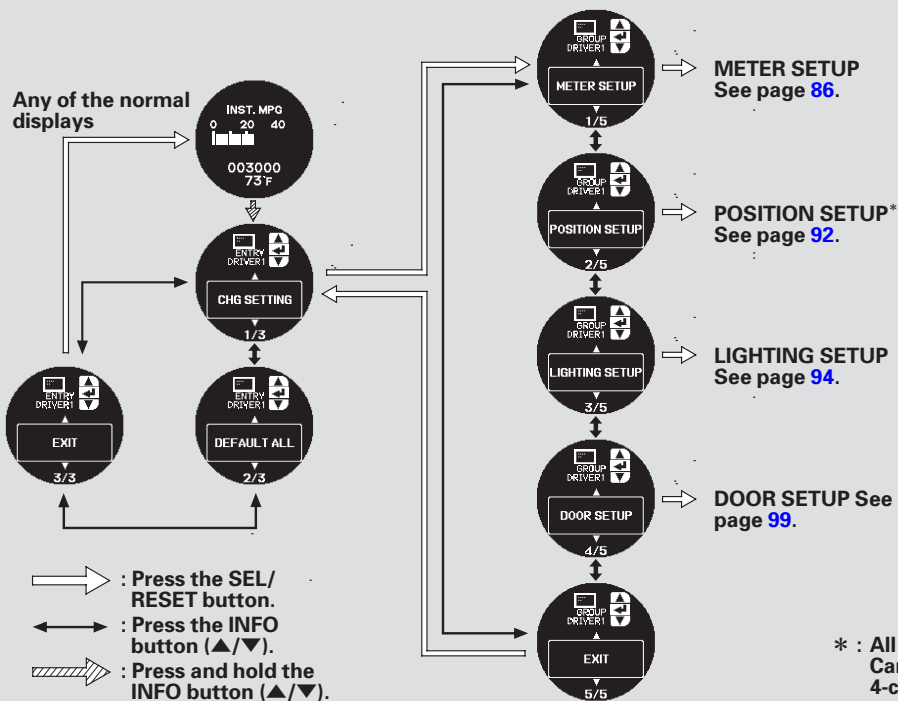 Any of the normal
displays
INST. MPG
0 20 40
003000
73°F
ENTRY
DRIVER1
▲
CHG SETTING
▼
1/3
ENTRY
DRIVER1
▲
EXIT
▼
3/3
ENTRY
DRIVER1
▲
DEFAULT ALL
▼
2/3
GROUP
DRIVER1
▲
METER SETUP
▼
1/5
METER SETUP
See page 86.
GROUP
DRIVER1
▲
POSITION SETUP
▼
2/5
POSITION SETUP*
See page 92.
GROUP
DRIVER1
▲
LIGHTING SETUP
▼
3/5
LIGHTING SETUP
See page 94.
GROUP
DRIVER1
▲
DOOR SETUP
▼
4/5
DOOR SETUP See
page 99.
GROUP
DRIVER1
▲
EXIT
▼
5/5
: Press the SEL/
RESET button.
: Press the INFO
button (▲/▼).
: Press and hold the
INFO button (▲/▼).
* : All
Can
4-c